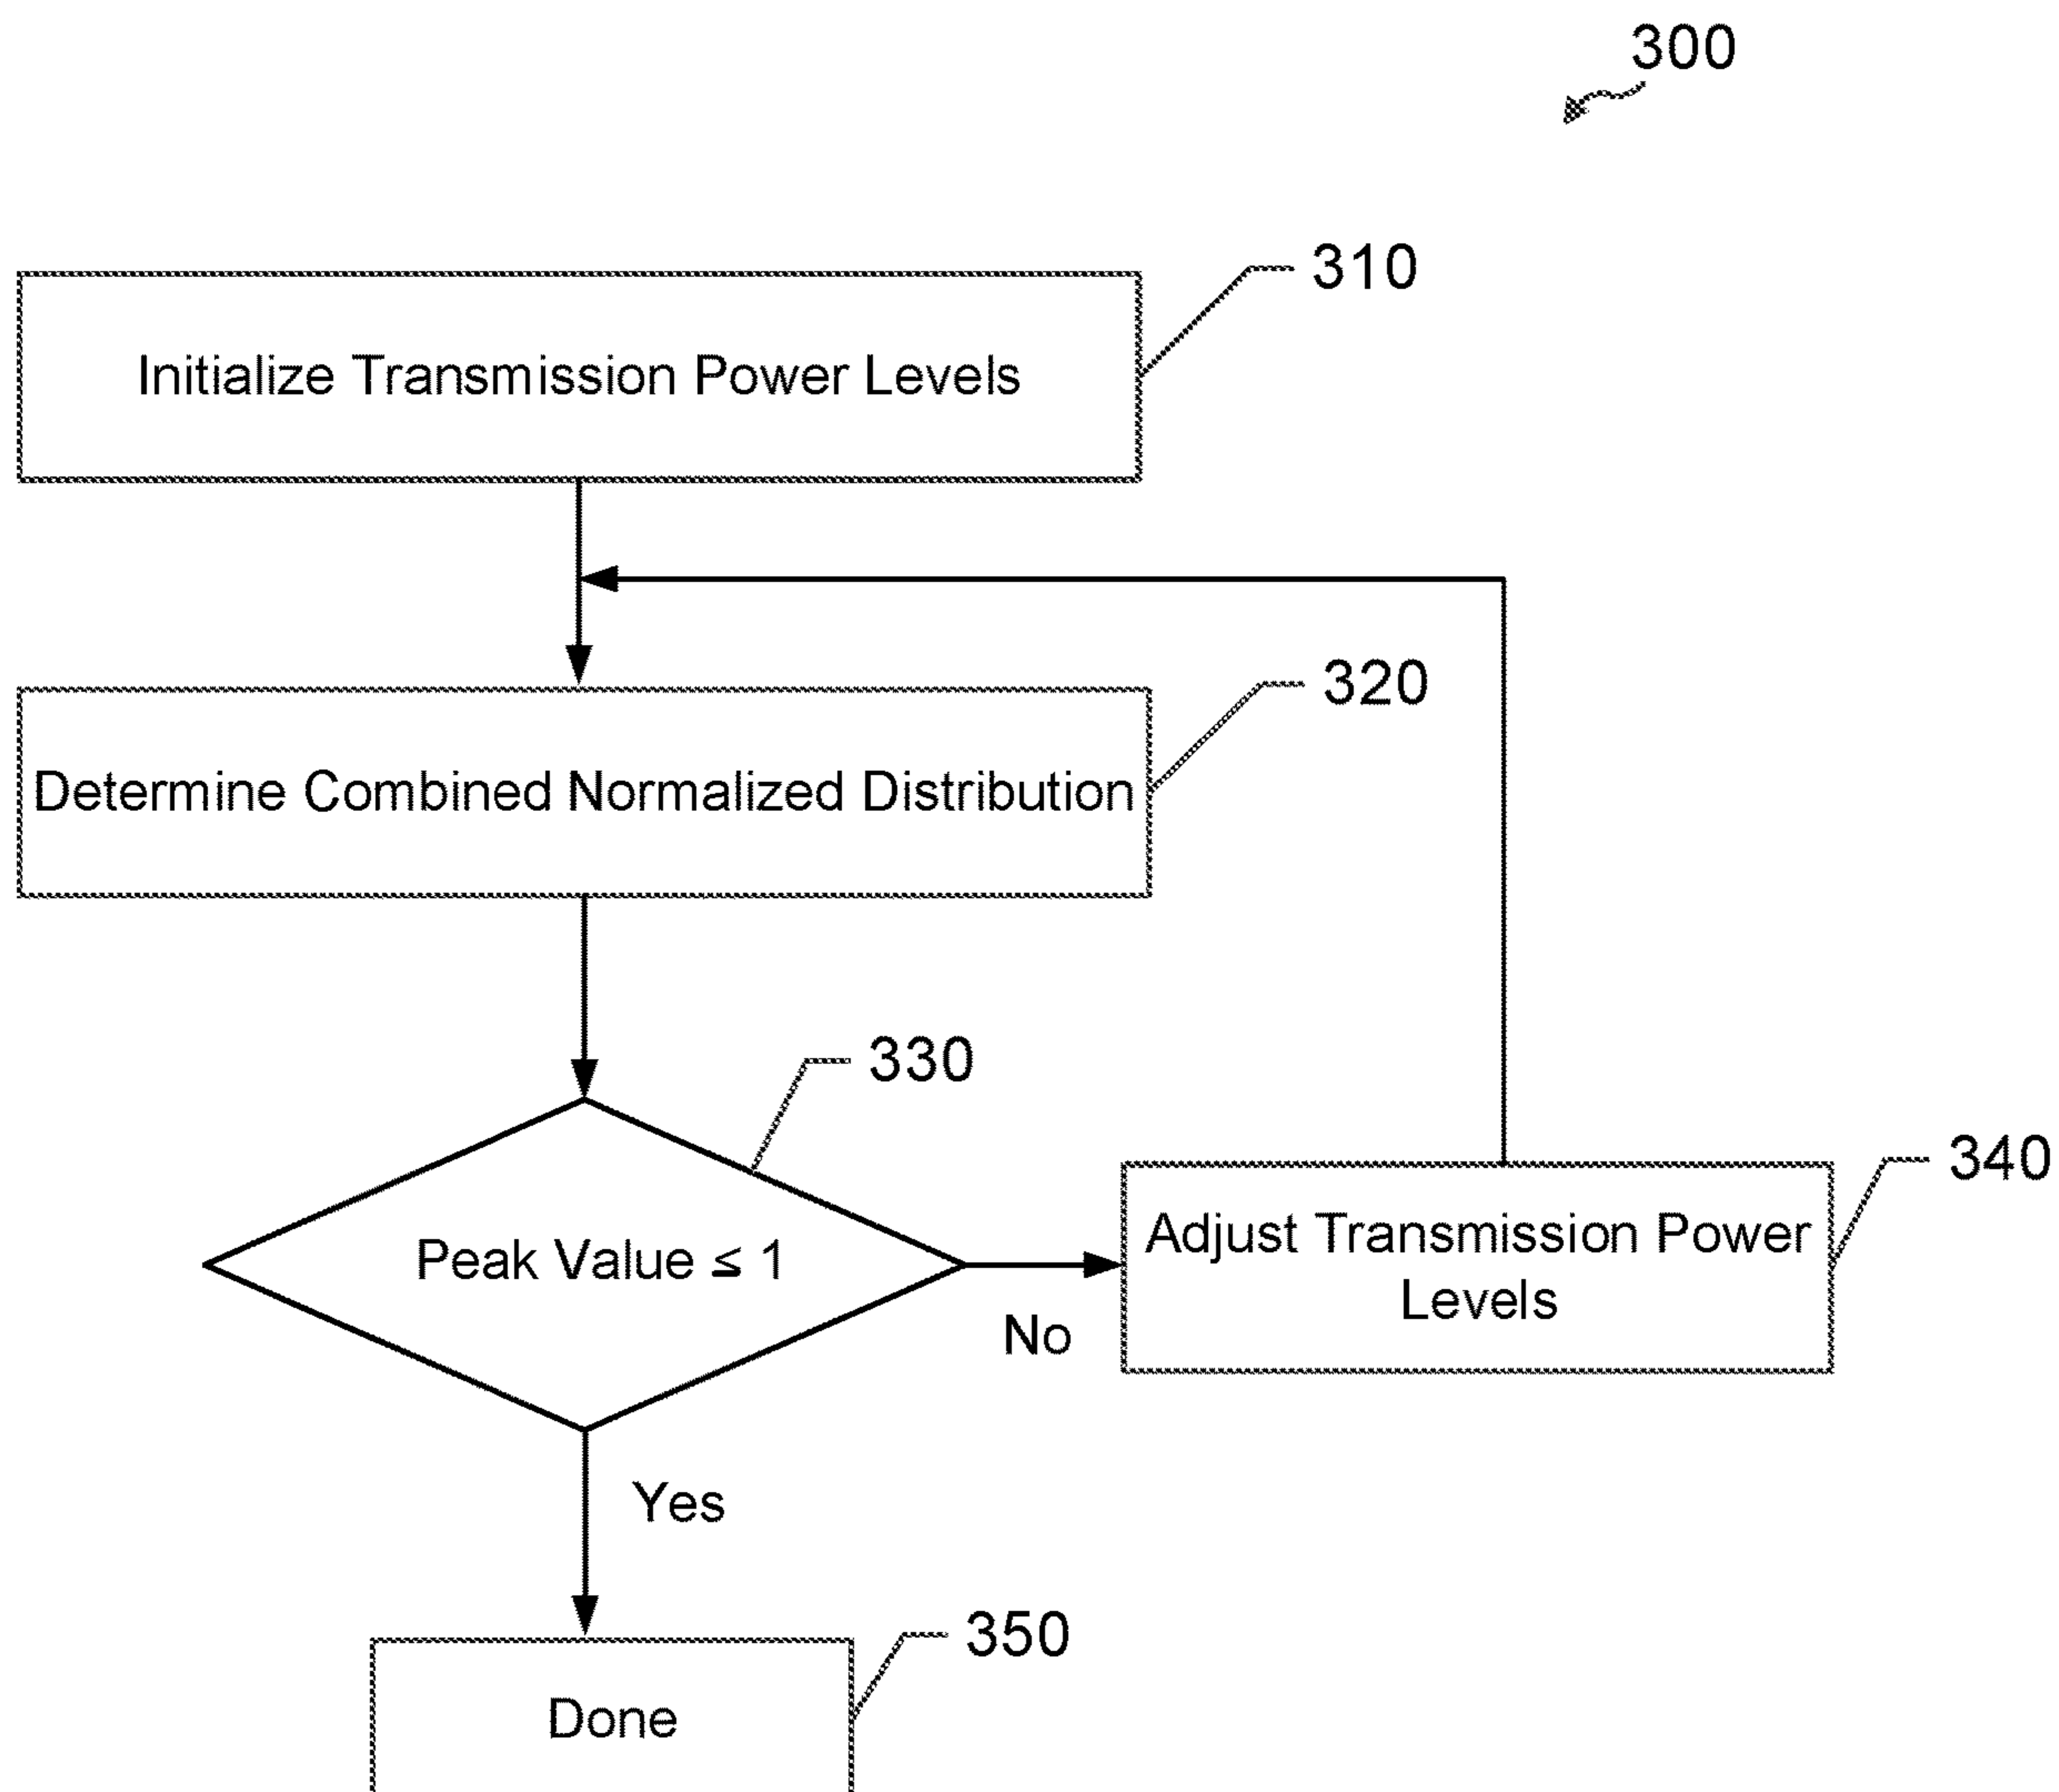 300
310
Initialize Transmission Power Levels
320
Determine Combined Normalized Distribution
330
Peak Value ≤ 1
340
Adjust Transmission Power
Levels
No
Yes
350
Done